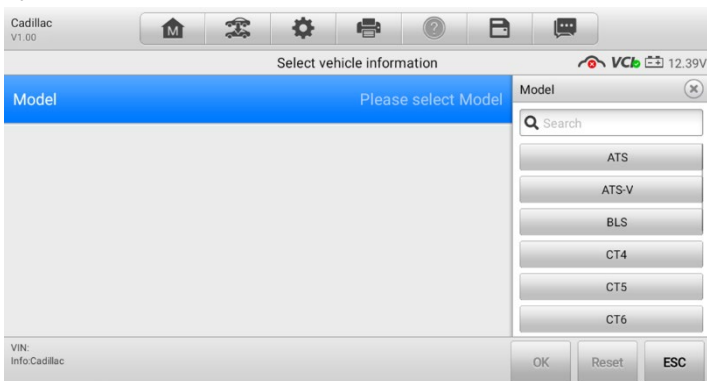 Cadillac
V1.00
M
?
Select vehicle information
VCI
12.39V
Model
Please select Model
Model
Search
ATS
ATS-V
BLS
CT4
CT5
CT6
VIN:
Info:Cadillac
OK
Reset
ESC